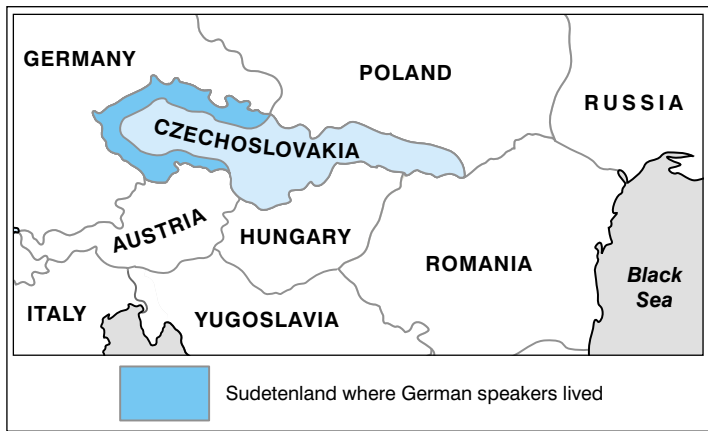 GERMANY
POLAND
RUSSIA
CZECHOSLOVAKIA
AUSTRIA
HUNGARY
ROMANIA
Black
Sea
ITALY
YUGOSLAVIA
Sudetenland where German speakers lived